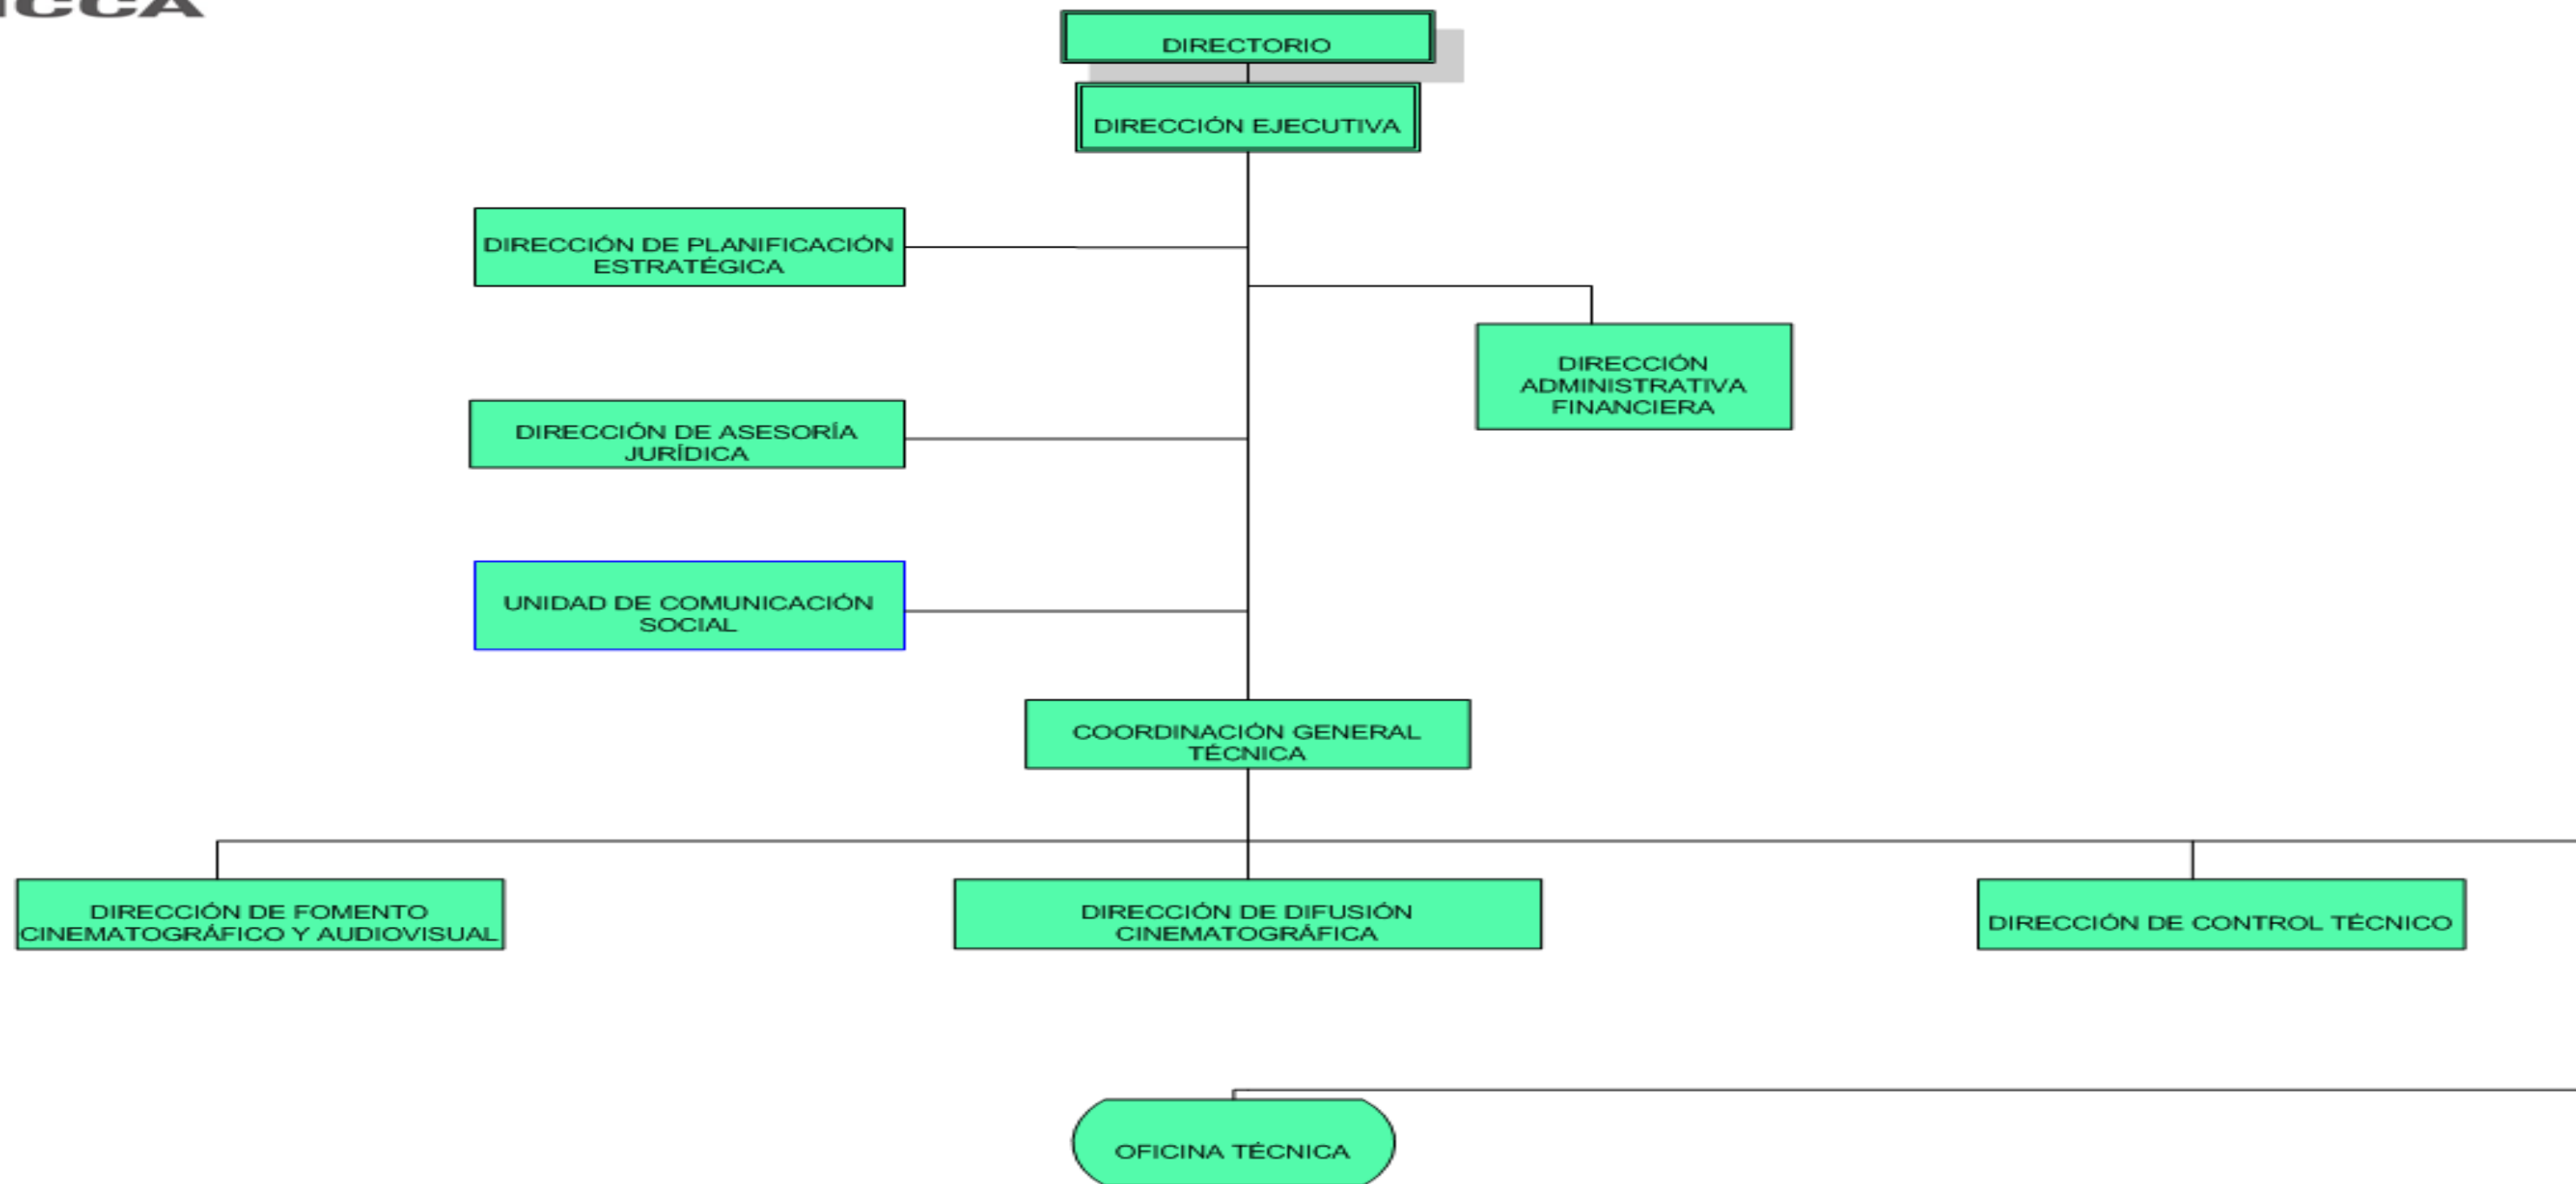 DIRECTORIO
DIRECCIÓN EJECUTIVA
DIRECCIÓN DE PLANIFICACIÓN
ESTRATÉGICA
DIRECCIÓN
ADMINISTRATIVA
FINANCIERA
DIRECCIÓN DE ASESORÍA
JURÍDICA
UNIDAD DE COMUNICACIÓN
SOCIAL
COORDINACIÓN GENERAL
TÉCNICA
DIRECCIÓN DE FOMENTO
CINEMATOGRÁFICO Y AUDIOVISUAL
DIRECCIÓN DE DIFUSIÓN
CINEMATOGRÁFICA
DIRECCIÓN DE CONTROL TÉCNICO
OFICINA TÉCNICA